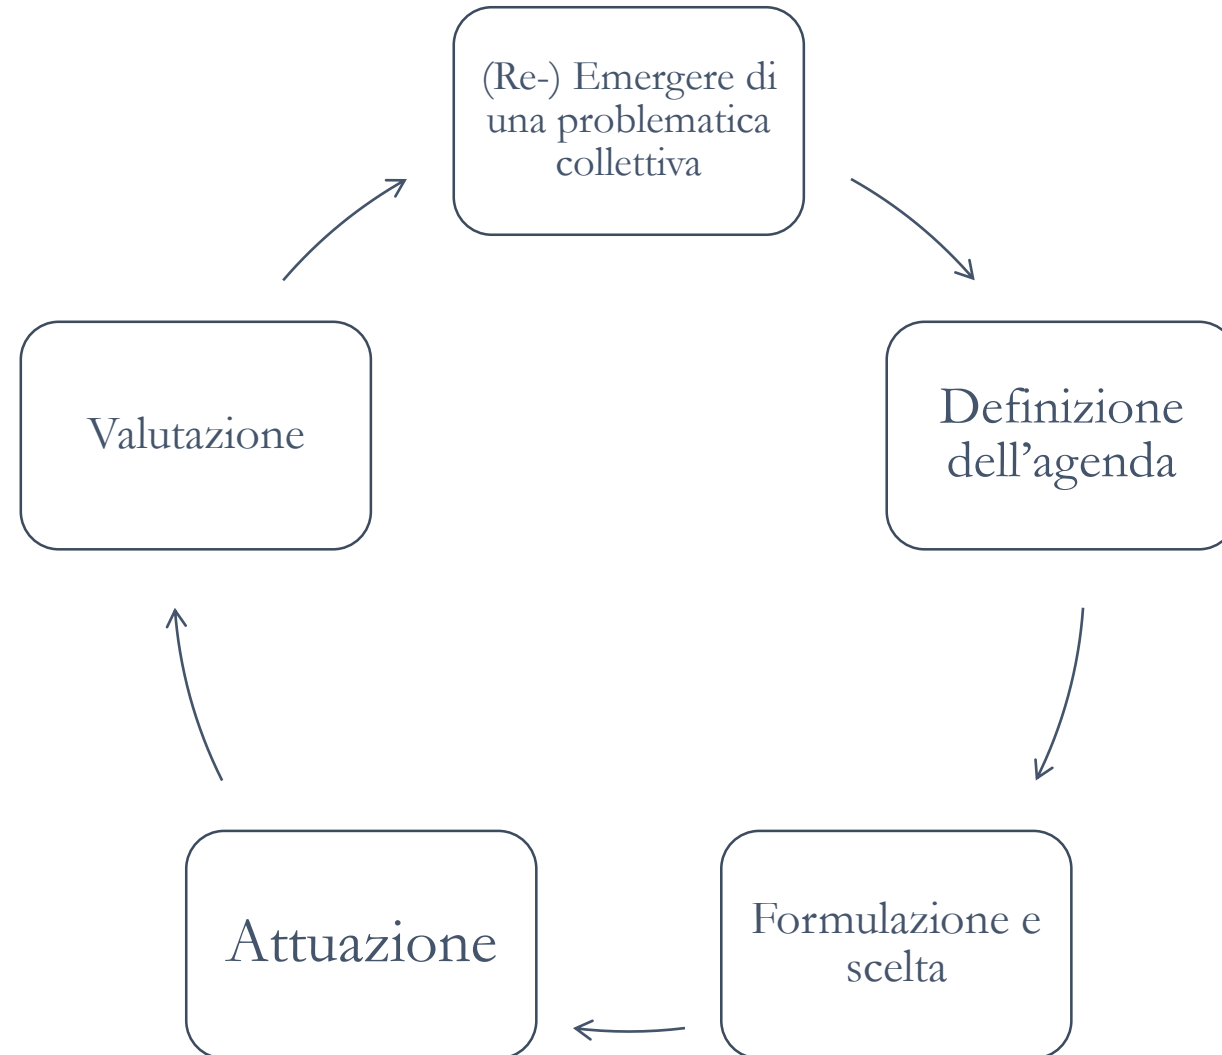 (Re-) Emergere di
una problematica
collettiva
Definizione
dell’agenda
Formulazione e
scelta
Attuazione
Valutazione